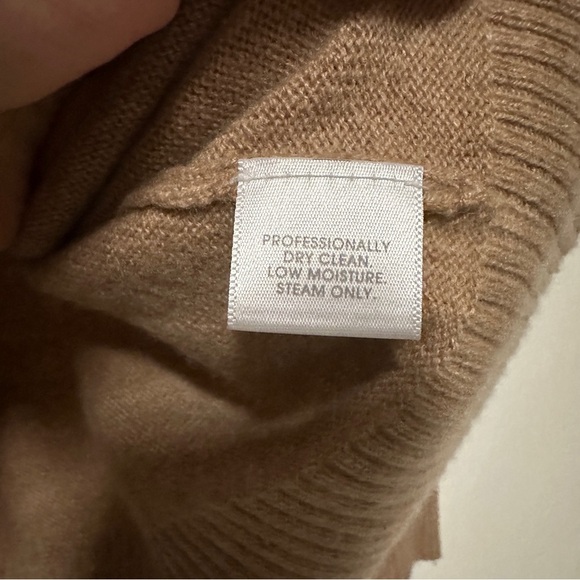 PROFESSIONALLY
DRY CLEAN.
LOW MOISTURE.
STEAM ONLY.